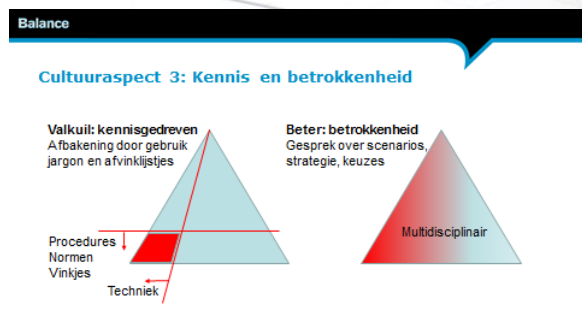 Balance
Cultuuraspect 3: Kennis en betrokkenheid
Valkuil: kennisgedreven
Afbakening door gebruik
jargon en afvinklijstjes
Procedures
Normen
Vinkjes
Techniek
Beter: betrokkenheid
Gesprek over scenarios,
strategie, keuzes
Multidisciplinair